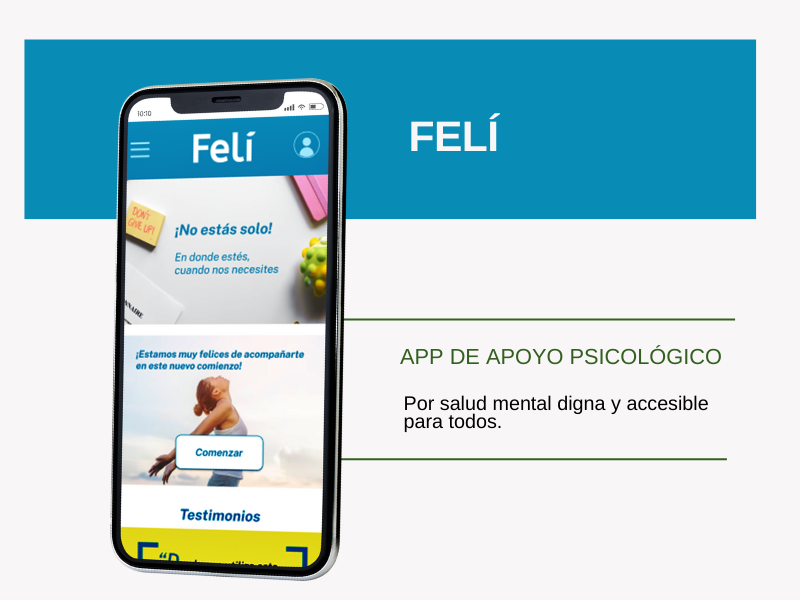 FELÍ
10:10
Felí
DON'T
GIVE UP!
¡No estás solo!
En donde estés,
cuando nos necesites
NNAIRE
¡Estamos muy felices de acompañarte
en este nuevo comienzo!
Comenzar
Testimonios
APP DE APOYO PSICOLÓGICO
Por salud mental digna y accesible
para todos.